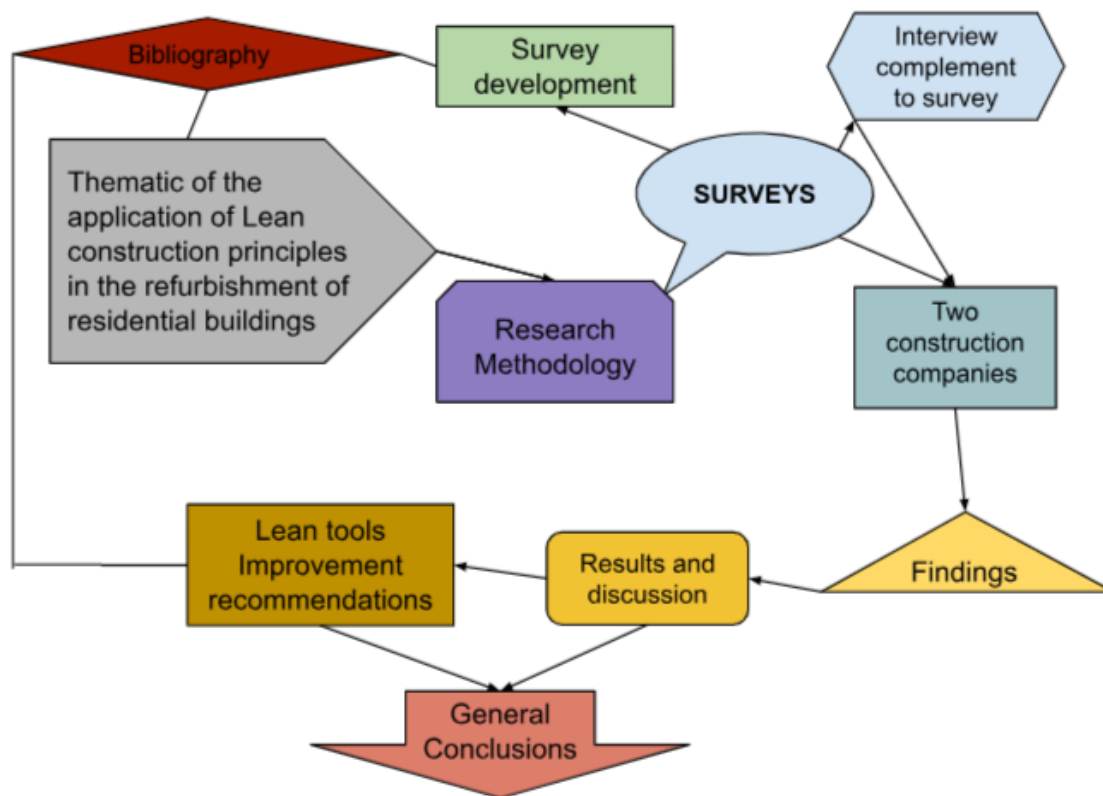 Bibliography
Survey
development
Interview
complement
to survey
Thematic of the
application of Lean
construction principles
in the refurbishment of
residential buildings
SURVEYS
Research
Methodology
Two
construction
companies
Lean tools
Improvement
recommendations
Results and
discussion
Findings
General
Conclusions